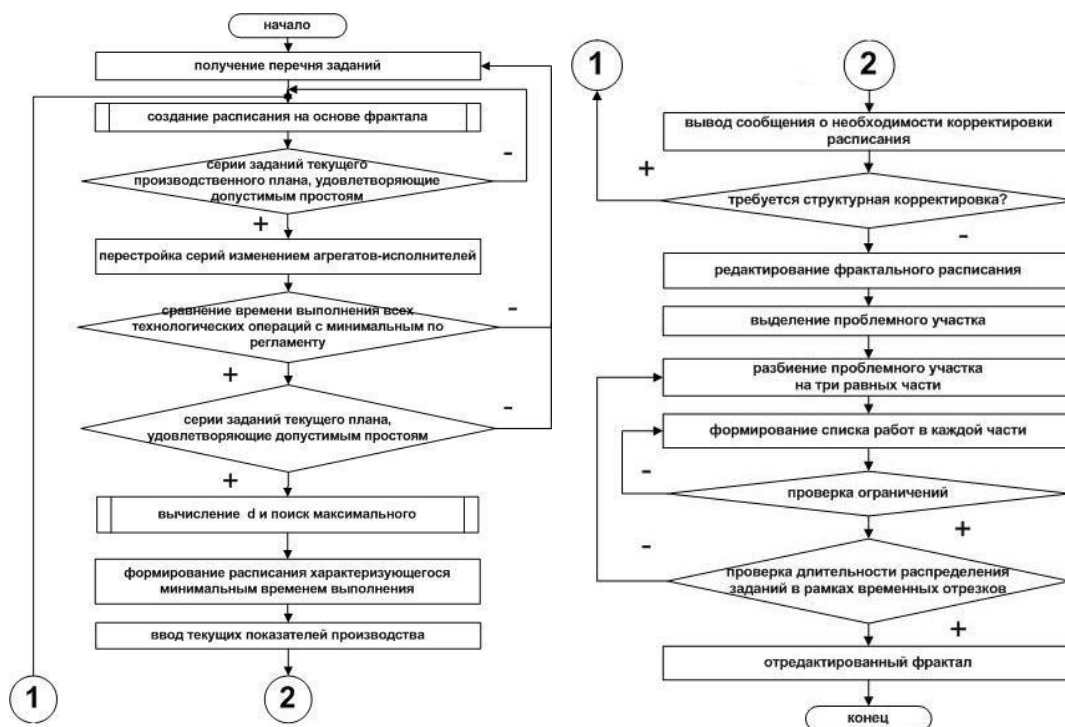 начало
получение перечня заданий
создание расписания на основе фрактала
серии заданий текущего
производственного плана, удовлетворяющие
допустимым простоям
-
+
перестройка серий изменением агрегатов-исполнителей
сравнение времени выполнения всех
технологических операций с минимальным по
регламенту
-
+
серии заданий текущего плана,
удовлетворяющие допустимым простоям
-
+
вычисление d и поиск максимального
формирование расписания характеризующегося
минимальным временем выполнения
ввод текущих показателей производства
1
2
1
2
вывод сообщения о необходимости корректировки
расписания
+
требуется структурная корректировка?
-
редактирование фрактального расписания
выделение проблемного участка
разбиение проблемного участка
на три равных части
формирование списка работ в каждой части
-
проверка ограничений
+
-
проверка длительности распределения
заданий в рамках временных отрезков
+
отредактированный фрактал
конец